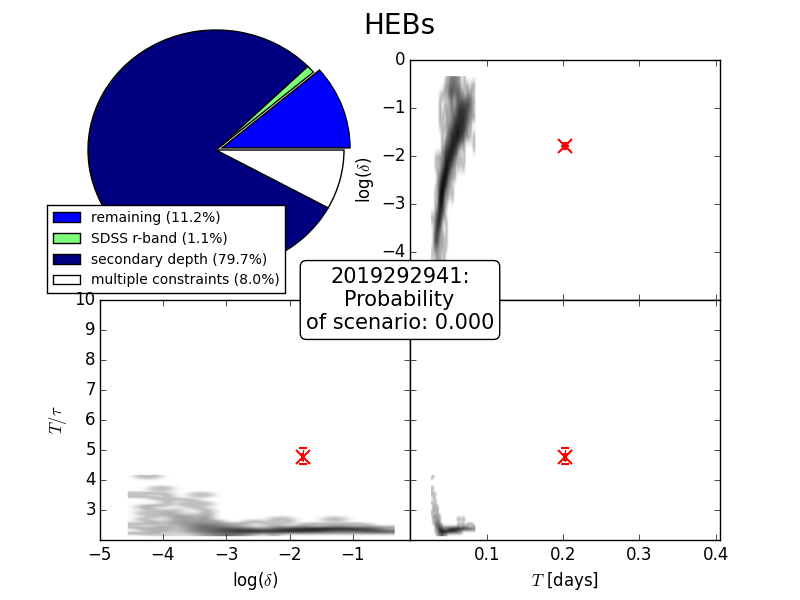 HEBs
remaining (11.2%)
SDSS r-band (1.1%)
secondary depth (79.7%)
multiple constraints (8.0%)
0
−1
−2
−3
−4
log(δ)
2019292941:
Probability
of scenario: 0.000
10
9
8
7
6
5
4
3
T/τ
−5
−4
−3
−2
−1
log(δ)
0.1
0.2
0.3
0.4
T [days]